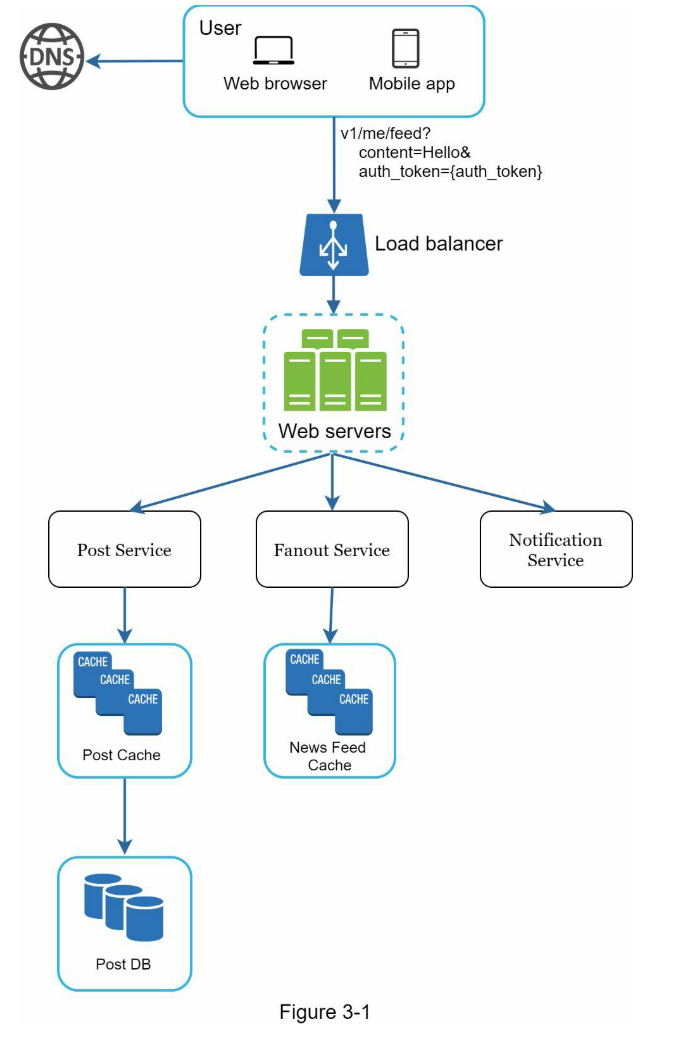 DNS
User
Web browser
Mobile app
v1/me/feed?
content=Hello&
auth_token={auth_token}
Load balancer
Web servers
Post Service
Fanout Service
Notification
Service
CACHE
CACHE
CACHE
Post Cache
CACHE
CACHE
CACHE
News Feed
Cache
Post DB
Figure 3-1